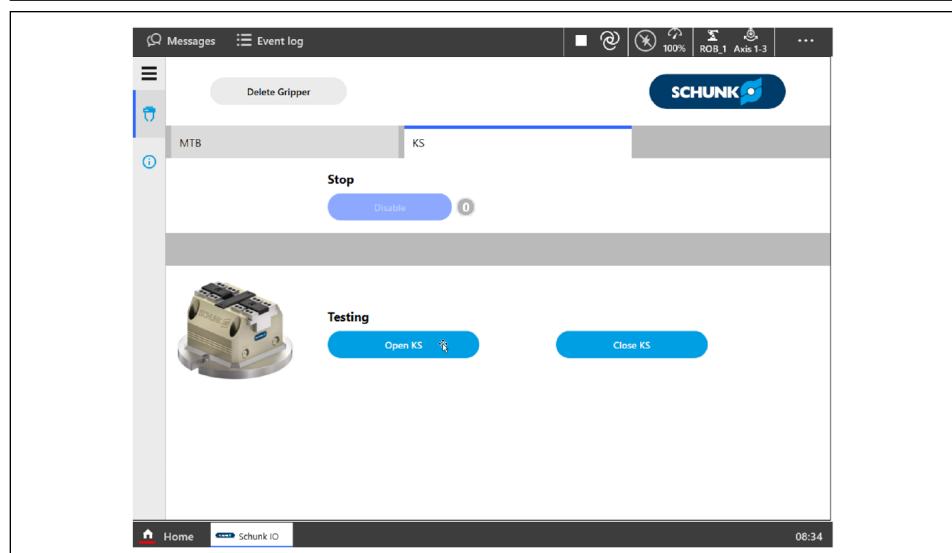 Messages Event log 100% ROB_1 Axis 1-3 ...
Delete Gripper SCHUNK
MTB KS
Stop
Disable 0
SCHUNK
Testing
Open KS Close KS
Home Schunk IO 08:34